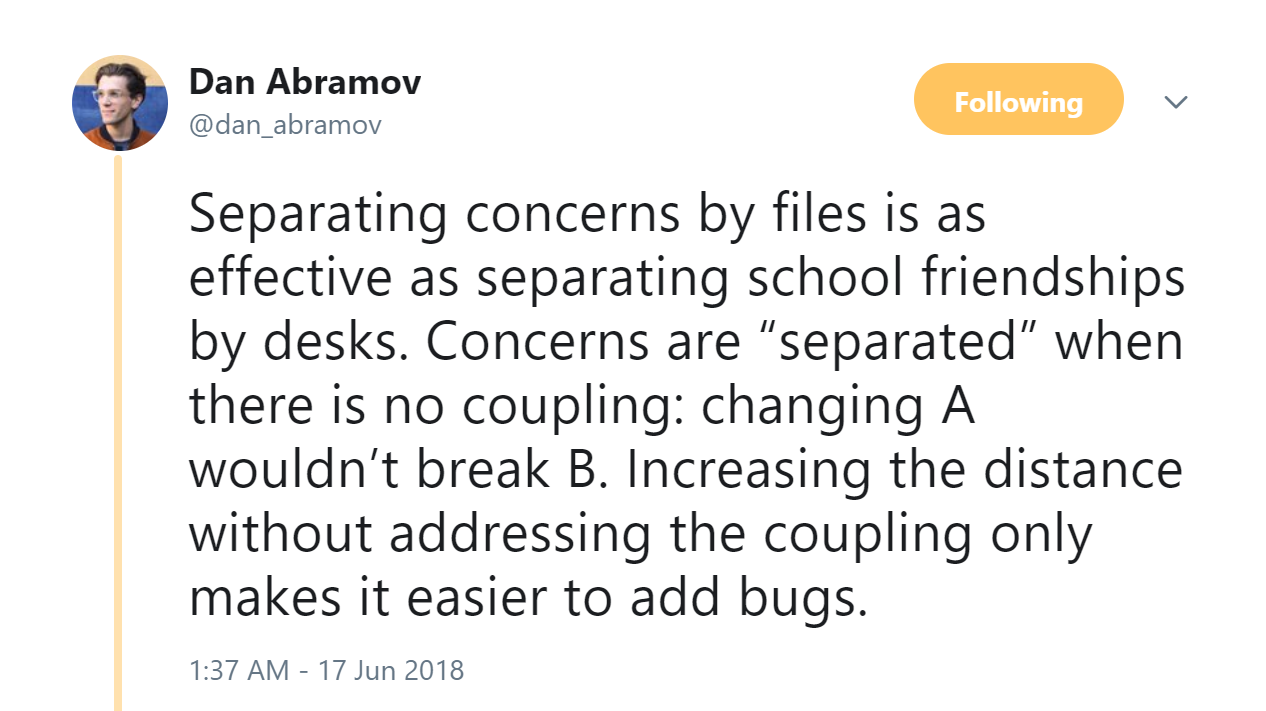 Dan Abramov
@dan_abramov
Following
Separating concerns by files is as
effective as separating school friendships
by desks. Concerns are “separated” when
there is no coupling: changing A
wouldn’t break B. Increasing the distance
without addressing the coupling only
makes it easier to add bugs.
1:37 AM - 17 Jun 2018